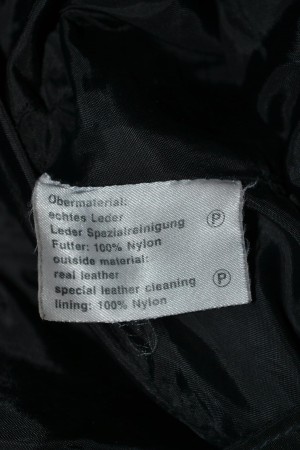 Obermaterial:
echtes Leder
Leder Spezialreinigung Ⓟ
Futter: 100% Nylon
outside material:
real leather
special leather cleaning Ⓟ
lining: 100% Nylon